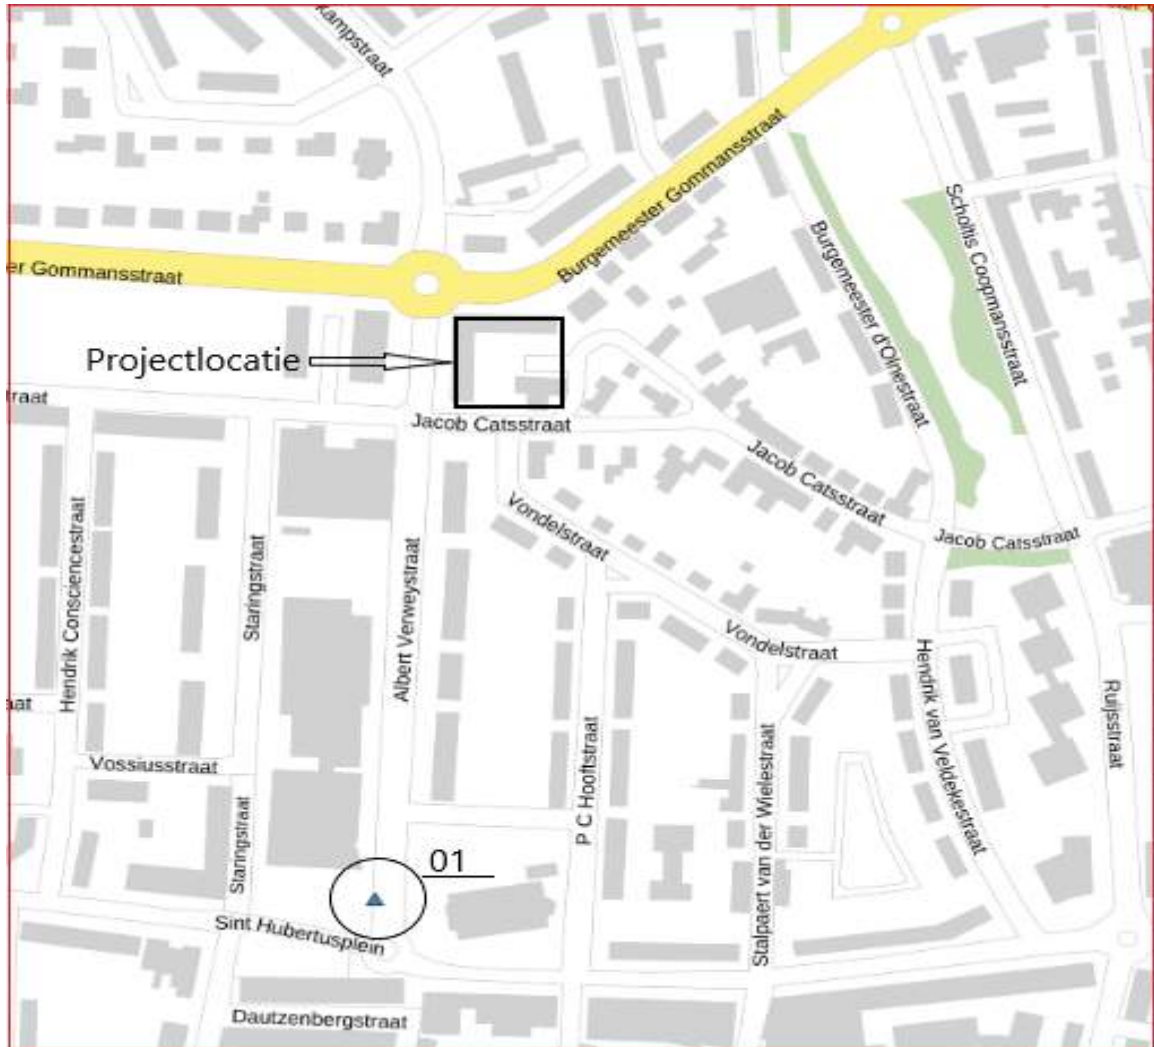 kampstraat
Burgemeester Gommansstraat
er Gommansstraat
Scholtis Coopmansstraat
Burgemeester d'Olnestraat
Projectlocatie
traat
Jacob Catsstraat
Jacob Catsstraat
Jacob Catsstraat
Vondelstraat
Hendrik Consciencestraat
Staringstraat
Albert Verweystraat
Vondelstraat
Hendrik van Veldekestraat
Ruijsstraat
aat
Vossiusstraat
P C Hooftstraat
Stalpaert van der Wielestraat
Staringstraat
01
Sint Hubertusplein
Dautzenbergstraat